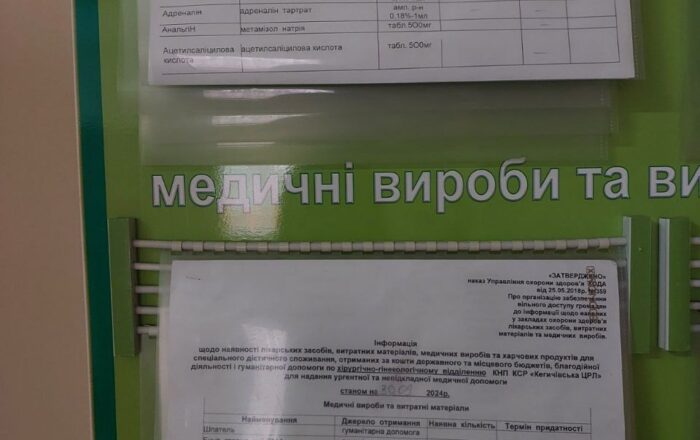 Адреналін адреналін тартрат амп. р-н
0,18%-1мл
Анальгін метамізол натрія табл. 500мг
Ацетипсаліцилова ацетилсаліцилова кислота табл. 500мг
кислота
медичні вироби та ви
«ЗАТВЕРДЖЕНО»
наказ Управління охорони здоров'я ХОДА
від 25.05.2018р. №359
Про організацію забезпечення
вільного доступу громадян
до інформації щодо наявних
у закладах охорони здоров'я
лікарських засобів, витратних
матеріалів та медичних виробів.
Інформація
щодо наявності лікарських засобів, витратних матеріалів, медичних виробів та харчових продуктів для
спеціального дієтичного споживання, отриманих за кошти державного та місцевого бюджетів, благодійної
діяльності і гуманітарної допомоги по хірургічно-гінекологічному відділенню КНП КСР «Кегичівська ЦРЛ»
для надання ургентної та невідкладної медичної допомоги
станом на 2024р.
Медичні вироби та витратні матеріали
Найменування Джерело отримання Наявна кількість Термін придатності
Шпатель гуманітарна допомога